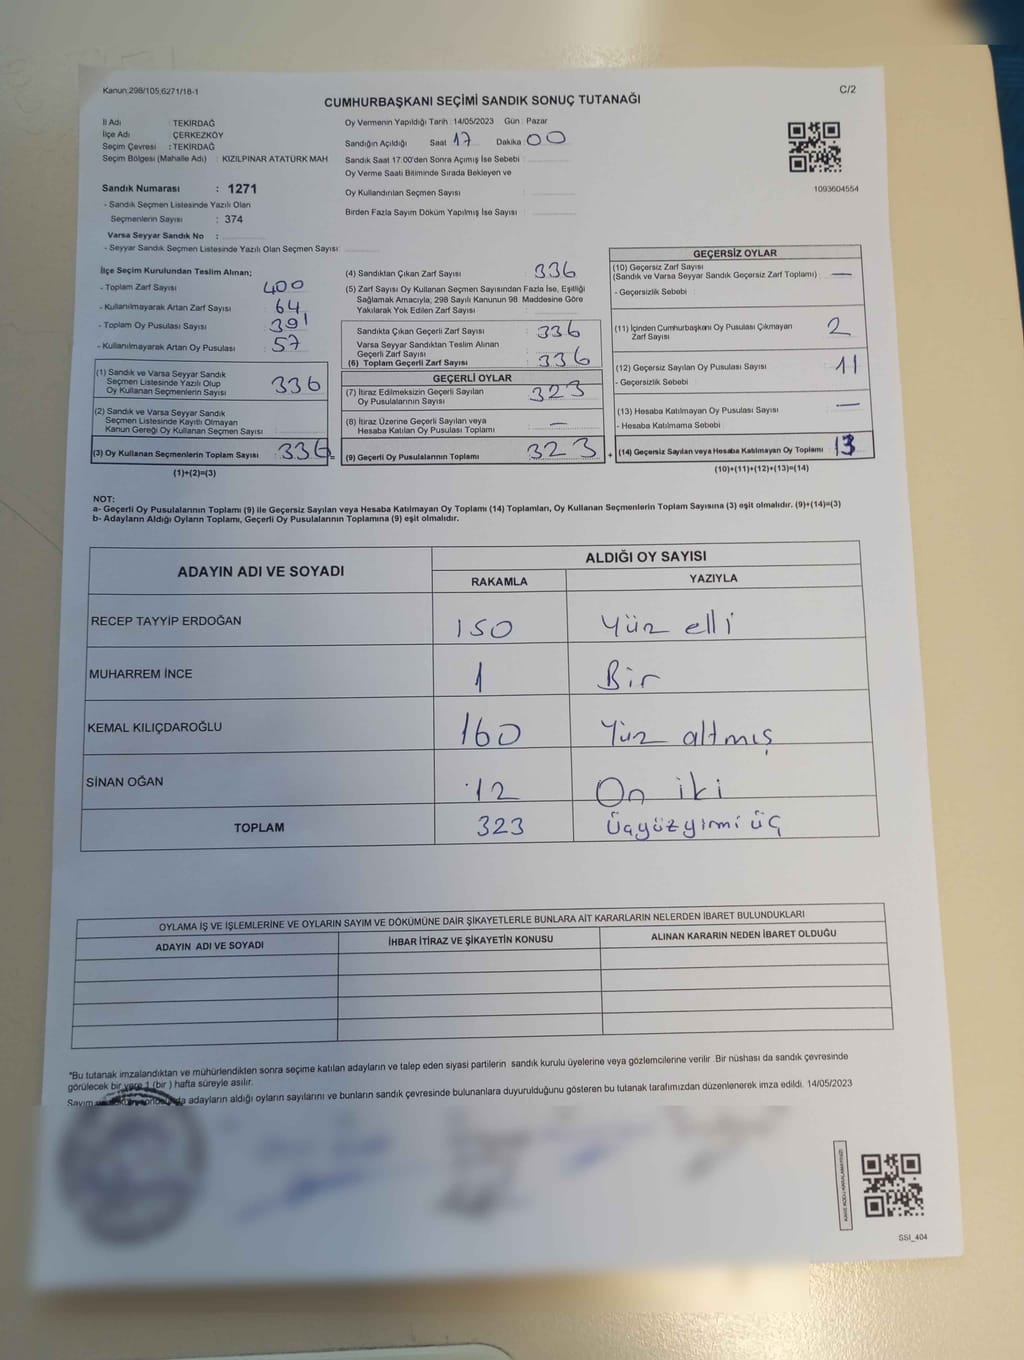 Kanun;298/105,6271/18-1
C/2
CUMHURBAŞKANI SEÇİMİ SANDIK SONUÇ TUTANAĞI
İl Adı : TEKİRDAĞ
İlçe Adı : ÇERKEZKÖY
Seçim Çevresi : TEKİRDAĞ
Seçim Bölgesi (Mahalle Adı) : KIZILPINAR ATATÜRK MAH
Sandık Numarası : 1271
- Sandık Seçmen Listesinde Yazılı Olan
Seçmenlerin Sayısı : 374
Varsa Seyyar Sandık No :
- Seyyar Sandık Seçmen Listesinde Yazılı Olan Seçmen Sayısı :
Oy Vermenin Yapıldığı Tarih : 14/05/2023 Gün : Pazar
Sandığın Açıldığı Saat 17 Dakika 00
Sandık Saat 17.00'den Sonra Açımış İse Sebebi :
Oy Verme Saati Bitiminde Sırada Bekleyen ve
Oy Kullandırılan Seçmen Sayısı :
Birden Fazla Sayım Döküm Yapılmış İse Sayısı :
1093604554
İlçe Seçim Kurulundan Teslim Alınan;
- Toplam Zarf Sayısı : 400
- Kullanılmayarak Artan Zarf Sayısı : 64
- Toplam Oy Pusulası Sayısı : 391
- Kullanılmayarak Artan Oy Pusulası : 57
(1) Sandık ve Varsa Seyyar Sandık
Seçmen Listesinde Yazılı Olup
Oy Kullanan Seçmenlerin Sayısı : 336
(2) Sandık ve Varsa Seyyar Sandık
Seçmen Listesinde Kayıtlı Olmayan
Kanun Gereği Oy Kullanan Seçmen Sayısı :
(3) Oy Kullanan Seçmenlerin Toplam Sayısı : 336
(1)+(2)=(3)
(4) Sandıktan Çıkan Zarf Sayısı : 336
(5) Zarf Sayısı Oy Kullanan Seçmen Sayısından Fazla İse, Eşitliği
Sağlamak Amacıyla; 298 Sayılı Kanunun 98. Maddesine Göre
Yakılarak Yok Edilen Zarf Sayısı :
Sandıkta Çıkan Geçerli Zarf Sayısı : 336
Varsa Seyyar Sandıktan Teslim Alınan
Geçerli Zarf Sayısı :
(6) Toplam Geçerli Zarf Sayısı : 336
GEÇERLİ OYLAR
(7) İtiraz Edilmeksizin Geçerli Sayılan
Oy Pusulalarının Sayısı : 323
(8) İtiraz Üzerine Geçerli Sayılan veya
Hesaba Katılan Oy Pusulası Toplamı : —
(9) Geçerli Oy Pusulalarının Toplamı : 323
GEÇERSİZ OYLAR
(10) Geçersiz Zarf Sayısı
(Sandık ve Varsa Seyyar Sandık Geçersiz Zarf Toplamı) : —
- Geçersizlik Sebebi :
(11) İçinden Cumhurbaşkanı Oy Pusulası Çıkmayan
Zarf Sayısı : 2
(12) Geçersiz Sayılan Oy Pusulası Sayısı : 11
- Geçersizlik Sebebi :
(13) Hesaba Katılmayan Oy Pusulası Sayısı : —
- Hesaba Katılmama Sebebi :
+ (14) Geçersiz Sayılan veya Hesaba Katılmayan Oy Toplamı : 13
(10)+(11)+(12)+(13)=(14)
NOT:
a- Geçerli Oy Pusulalarının Toplamı (9) ile Geçersiz Sayılan veya Hesaba Katılmayan Oy Toplamı (14) Toplamları, Oy Kullanan Seçmenlerin Toplam Sayısına (3) eşit olmalıdır. (9)+(14)=(3)
b- Adayların Aldığı Oyların Toplamı, Geçerli Oy Pusulalarının Toplamına (9) eşit olmalıdır.
ADAYIN ADI VE SOYADI ALDIĞI OY SAYISI
RAKAMLA YAZIYLA
RECEP TAYYİP ERDOĞAN 150 Yüz elli
MUHARREM İNCE 1 Bir
KEMAL KILIÇDAROĞLU 160 Yüz altmış
SİNAN OĞAN 12 On iki
TOPLAM 323 Üçyüzyirmi üç
OYLAMA İŞ VE İŞLEMLERİNE VE OYLARIN SAYIM VE DÖKÜMÜNE DAİR ŞİKAYETLERLE BUNLARA AİT KARARLARIN NELERDEN İBARET BULUNDUKLARI
ADAYIN ADI VE SOYADI İHBAR İTİRAZ VE ŞİKAYETİN KONUSU ALINAN KARARIN NEDEN İBARET OLDUĞU
"Bu tutanak imzalandıktan ve mühürlendikten sonra seçime katılan adayların ve talep eden siyasi partilerin sandık kurulu üyelerine veya gözlemcilerine verilir. Bir nüshası da sandık çevresinde
görülecek bir yere 1 (bir ) hafta süreyle asılır.
Sayım adayların aldığı oyların sayılarını ve bunların sandık çevresinde bulunanlara duyurulduğunu gösteren bu tutanak tarafımızdan düzenlenerek imza edildi. 14/05/2023
SSI_404